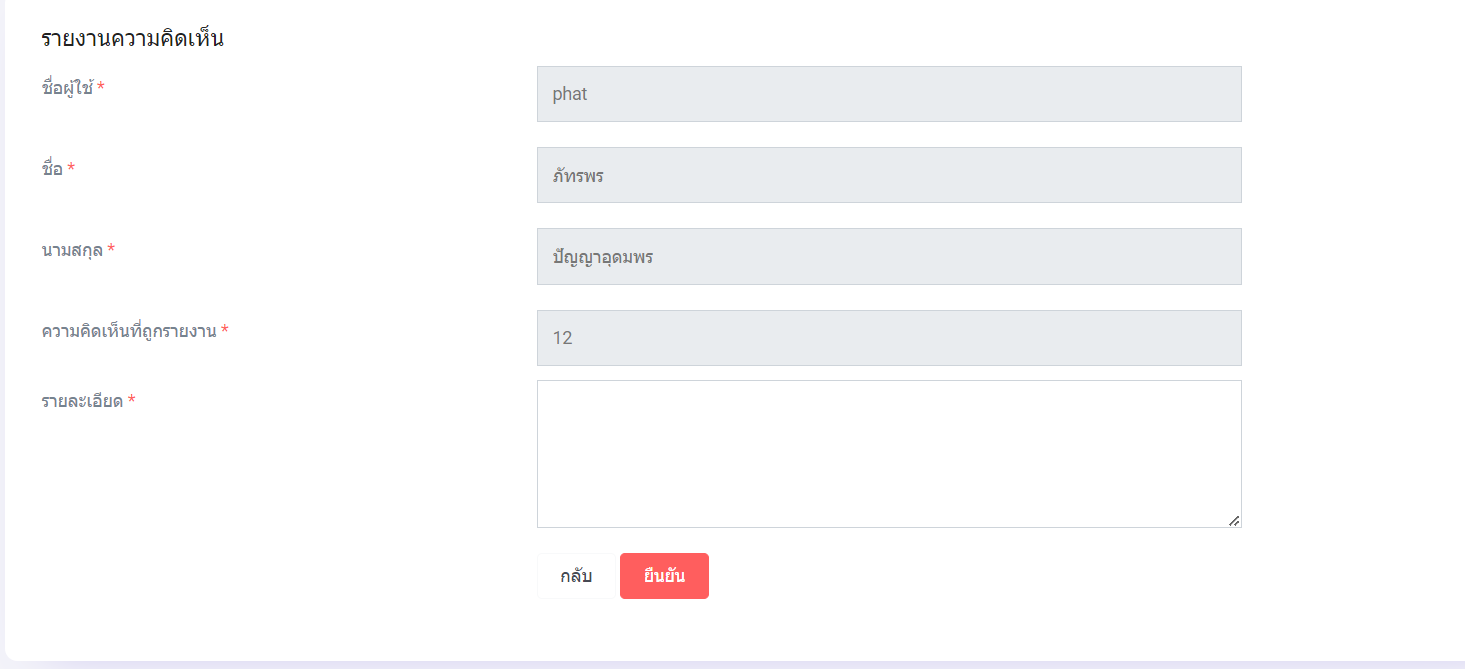 รายงานความคิดเห็น
ชื่อผู้ใช้ *
phat
ชื่อ *
ภัทรพร
นามสกุล *
ปัญญาอุดมพร
ความคิดเห็นที่ถูกรายงาน *
12
รายละเอียด *
กลับ ยืนยัน